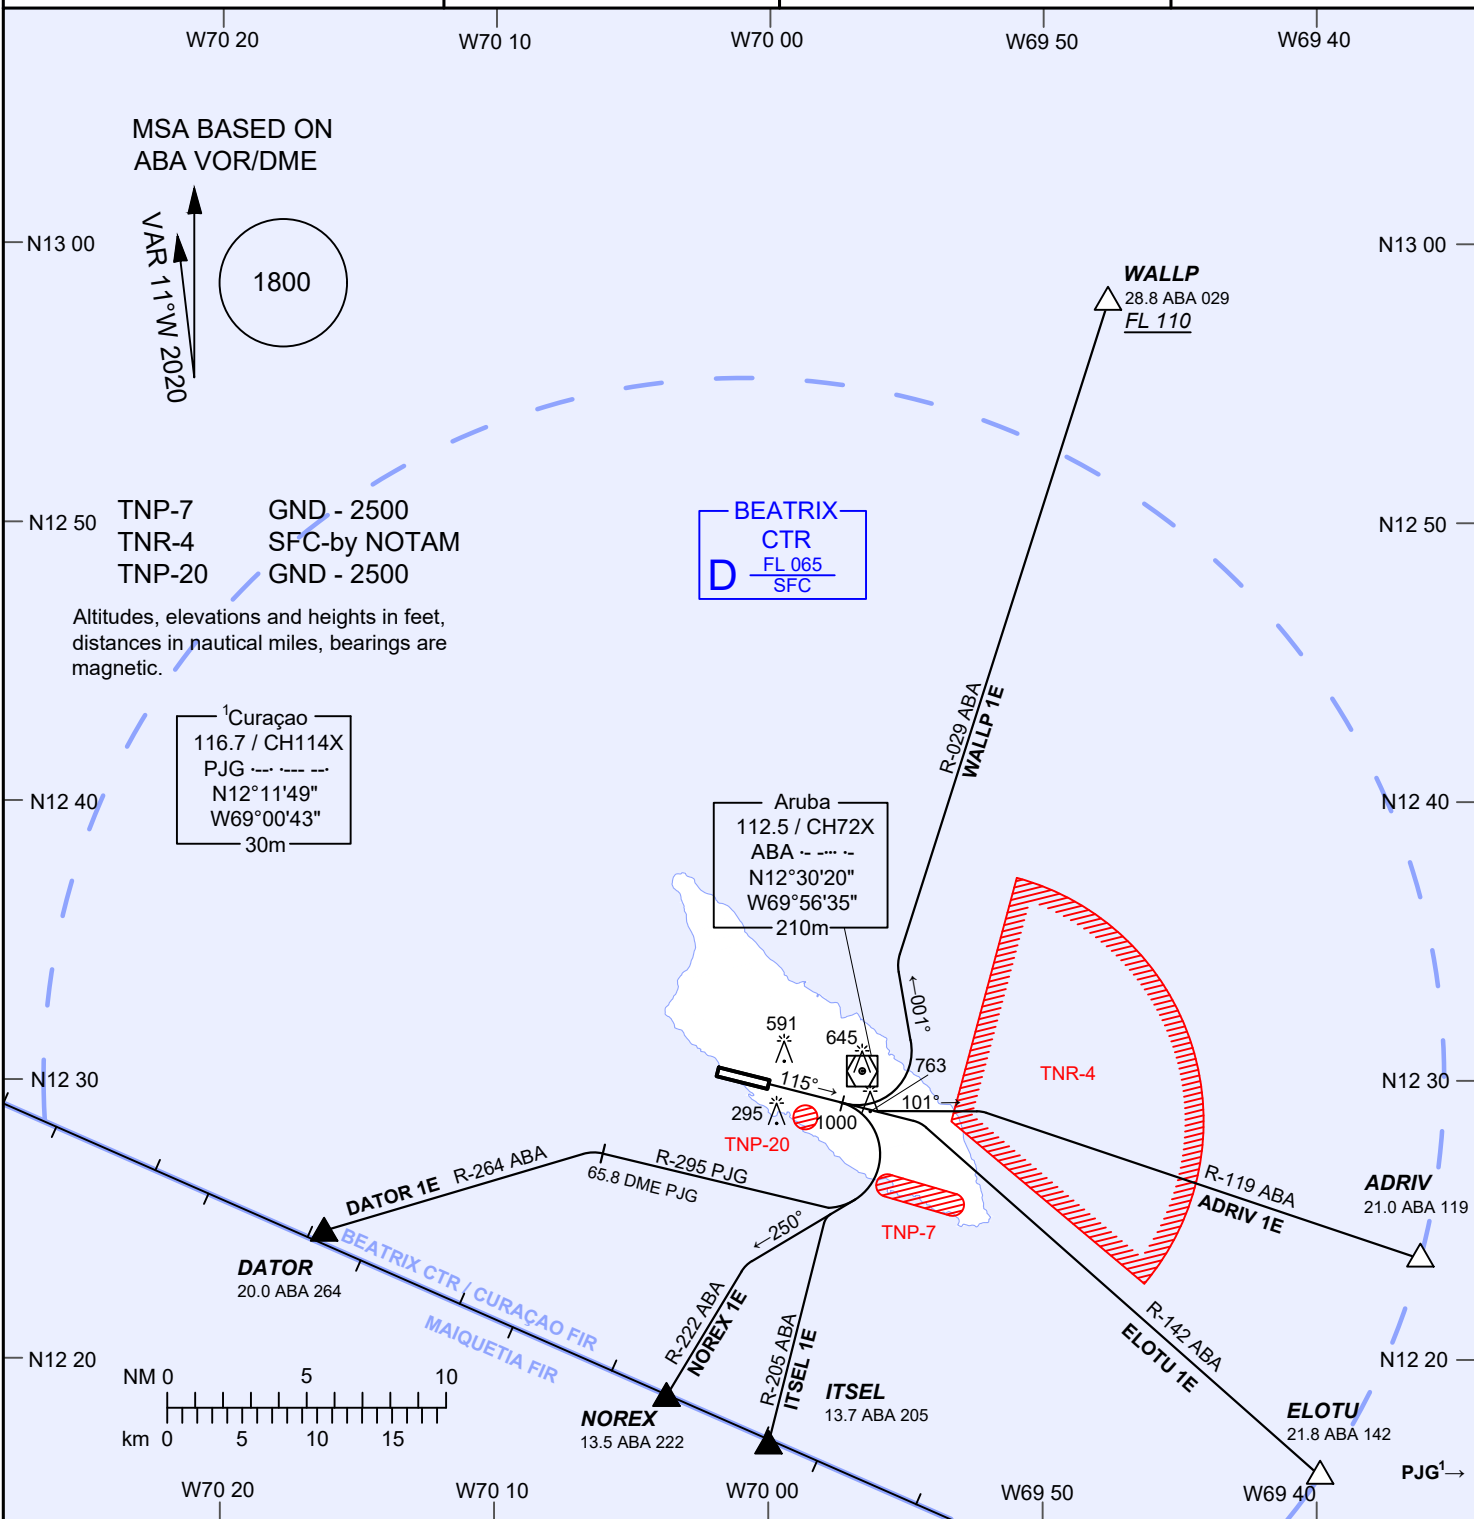 W70 20
W70 10
W70 00
W69 50
W69 40
MSA BASED ON
ABA VOR/DME
VAR 11°W 2020
1800
N13 00
N13 00
WALLP
28.8 ABA 029
FL 110
TNP-7 GND - 2500
TNR-4 SFC-by NOTAM
TNP-20 GND - 2500
N12 50
N12 50
BEATRIX
CTR
D FL 065
SFC
Altitudes, elevations and heights in feet,
distances in nautical miles, bearings are
magnetic.
R-029 ABA
WALLP 1E
¹Curaçao
116.7 / CH114X
PJG ·--· ·--- --·
N12°11'49"
W69°00'43"
30m
N12 40
N12 40
Aruba
112.5 / CH72X
ABA ·- -··· ·-
N12°30'20"
W69°56'35"
210m
←001°
591
645
763
N12 30
N12 30
TNR-4
115°→
101°→
295
1000
TNP-20
R-264 ABA
DATOR 1E
R-295 PJG
65.8 DME PJG
R-119 ABA
ADRIV 1E
ADRIV
21.0 ABA 119
←250°
TNP-7
DATOR
20.0 ABA 264
BEATRIX CTR / CURAÇAO FIR
MAIQUETIA FIR
R-222 ABA
NOREX 1E
R-205 ABA
ITSEL 1E
R-142 ABA
ELOTU 1E
N12 20
N12 20
NM 0 5 10
km 0 5 10 15
NOREX
13.5 ABA 222
ITSEL
13.7 ABA 205
ELOTU
21.8 ABA 142
PJG¹→
W70 20
W70 10
W70 00
W69 50
W69 40